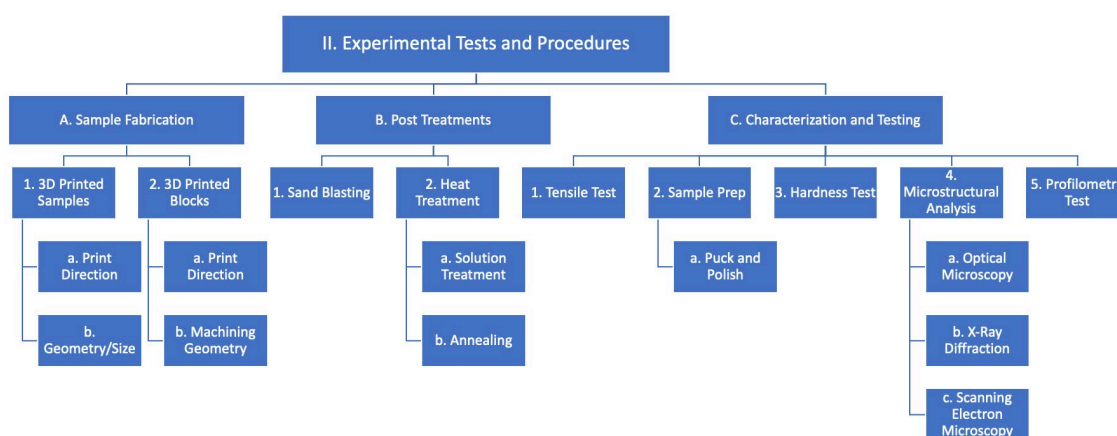 II. Experimental Tests and Procedures
A. Sample Fabrication
B. Post Treatments
C. Characterization and Testing
1. 3D Printed
Samples
2. 3D Printed
Blocks
1. Sand Blasting
2. Heat
Treatment
1. Tensile Test
2. Sample Prep
3. Hardness Test
4.
Microstructural
Analysis
5. Profilometry
Test
a. Print
Direction
a. Print
Direction
a. Solution
Treatment
a. Puck and
Polish
a. Optical
Microscopy
b.
Geometry/Size
b. Machining
Geometry
b. Annealing
b. X-Ray
Diffraction
c. Scanning
Electron
Microscopy